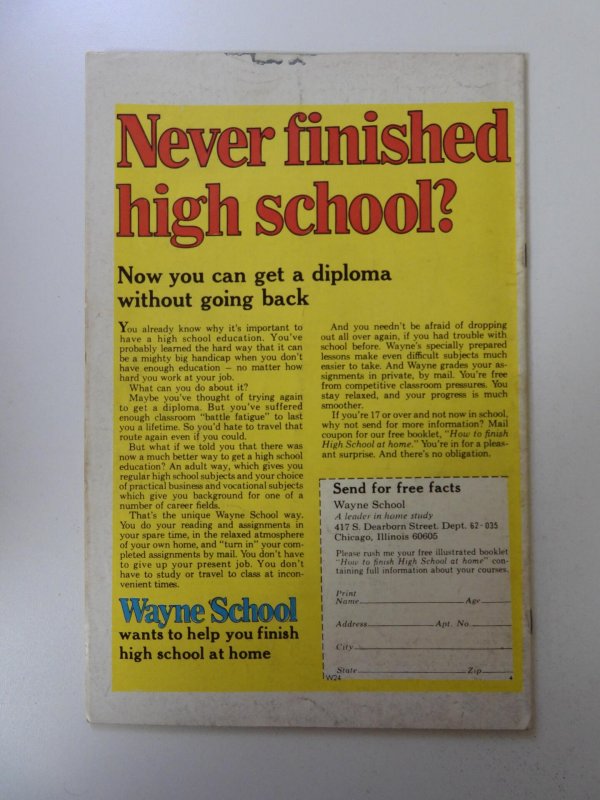 Never finished
high school?
Now you can get a diploma
without going back
You already know why it's important to
have a high school education. You've
probably learned the hard way that it can
be a mighty big handicap when you don't
have enough education – no matter how
hard you work at your job.
What can you do about it?
Maybe you've thought of trying again
to get a diploma. But you've suffered
enough classroom "battle fatigue" to last
you a lifetime. So you'd hate to travel that
route again even if you could.
But what if we told you that there was
now a much better way to get a high school
education? An adult way, which gives you
regular high school subjects and your choice
of practical business and vocational subjects
which give you background for one of a
number of career fields.
That's the unique Wayne School way.
You do your reading and assignments in
your spare time, in the relaxed atmosphere
of your own home, and "turn in" your com-
pleted assignments by mail. You don't have
to give up your present job. You don't
have to study or travel to class at incon-
venient times.
Wayne School
wants to help you finish
high school at home
And you needn't be afraid of dropping
out all over again, if you had trouble with
school before. Wayne's specially prepared
lessons make even difficult subjects much
easier to take. And Wayne grades your as-
signments in private, by mail. You're free
from competitive classroom pressures. You
stay relaxed, and your progress is much
smoother.
If you're 17 or over and not now in school,
why not send for more information? Mail
coupon for our free booklet, "How to finish
High School at home." You're in for a pleas-
ant surprise. And there's no obligation.
Send for free facts
Wayne School
A leader in home study
417 S. Dearborn Street, Dept. 62-035
Chicago, Illinois 60605
Please rush me your free illustrated booklet
"How to finish High School at home" con-
taining full information about your courses.
Print
Name Age
Address Apt. No.
City
State Zip
W24 4